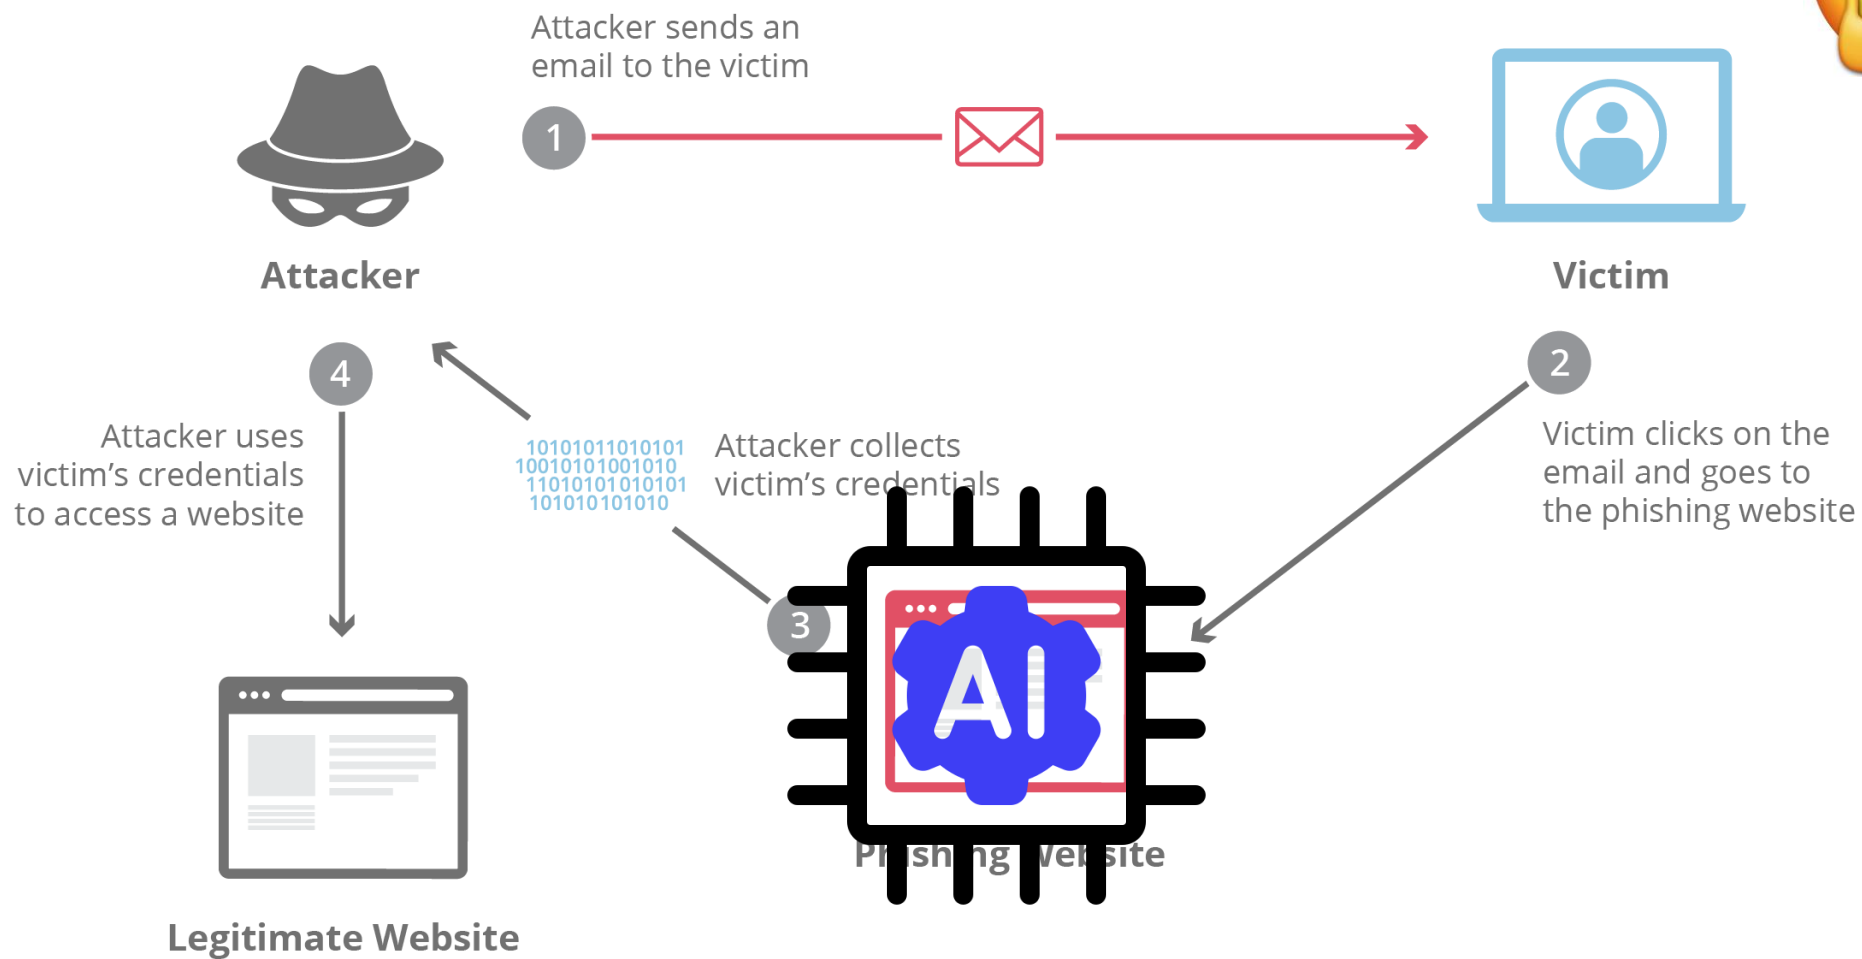 Attacker sends an
email to the victim
1
Attacker
Victim
2
Victim clicks on the
email and goes to
the phishing website
4
Attacker uses
victim’s credentials
to access a website
10101011010101
10010101001010
11010101010101
101010101010
Attacker collects
victim’s credentials
3
AI
Phishing Website
Legitimate Website